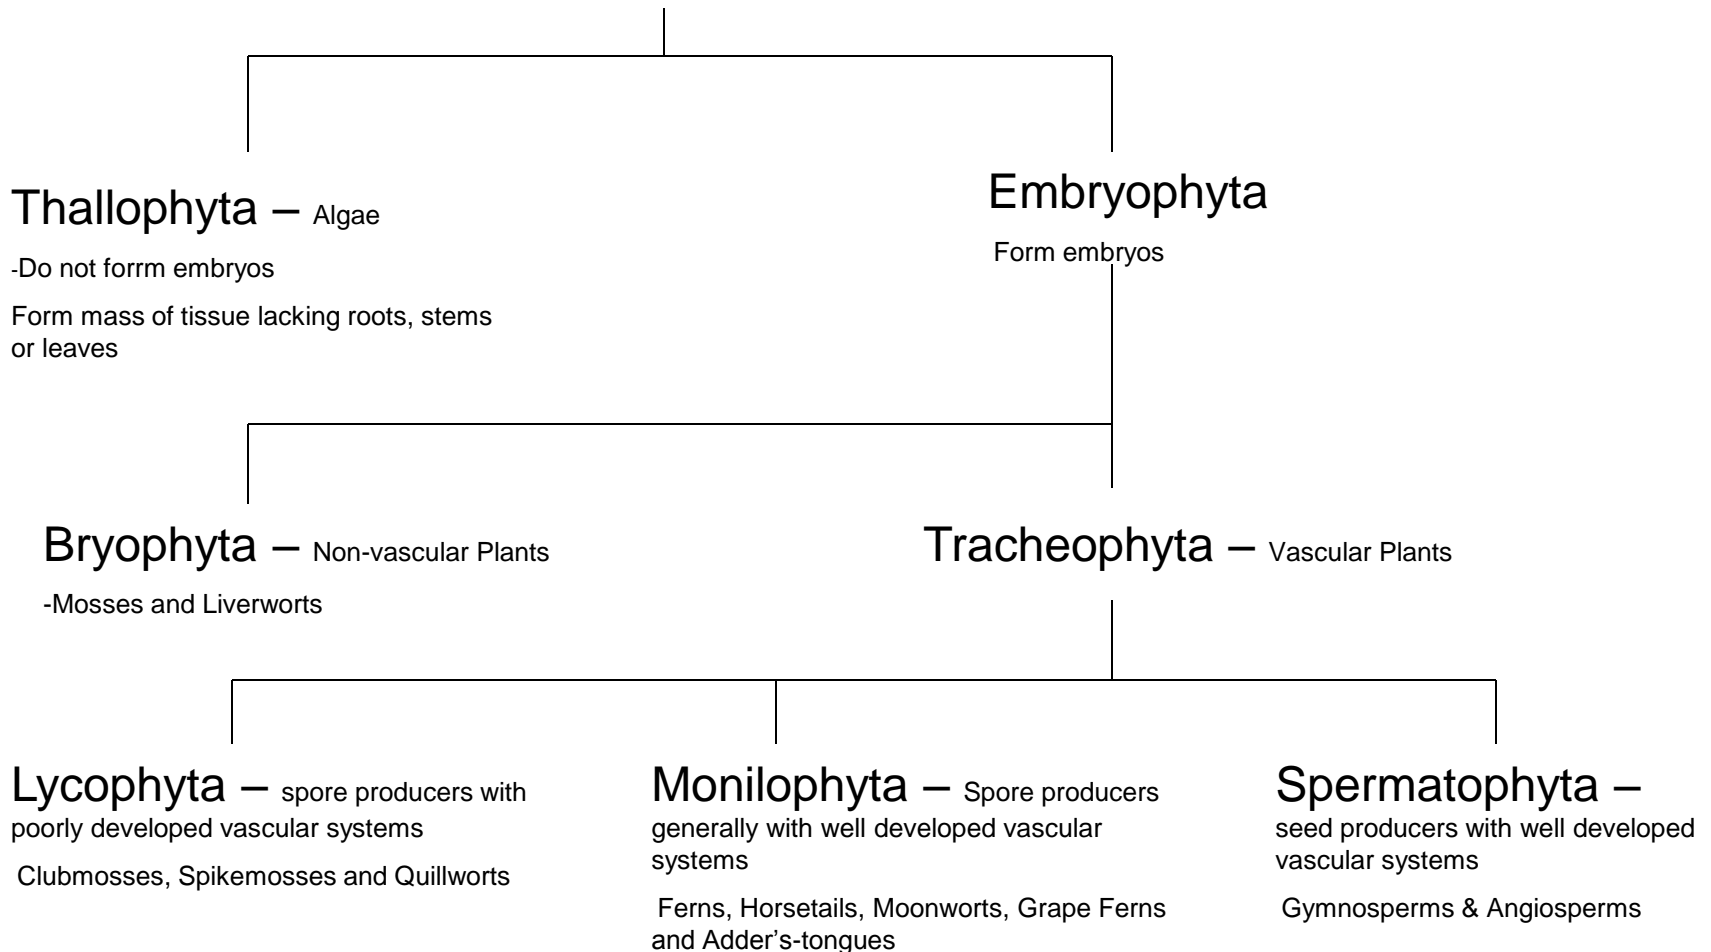 Thallophyta – Algae
-Do not forrm embryos
Form mass of tissue lacking roots, stems
or leaves
Embryophyta
Form embryos
Bryophyta – Non-vascular Plants
-Mosses and Liverworts
Tracheophyta – Vascular Plants
Lycophyta – spore producers with
poorly developed vascular systems
Clubmosses, Spikemosses and Quillworts
Monilophyta – Spore producers
generally with well developed vascular
systems
Ferns, Horsetails, Moonworts, Grape Ferns
and Adder's-tongues
Spermatophyta –
seed producers with well developed
vascular systems
Gymnosperms & Angiosperms